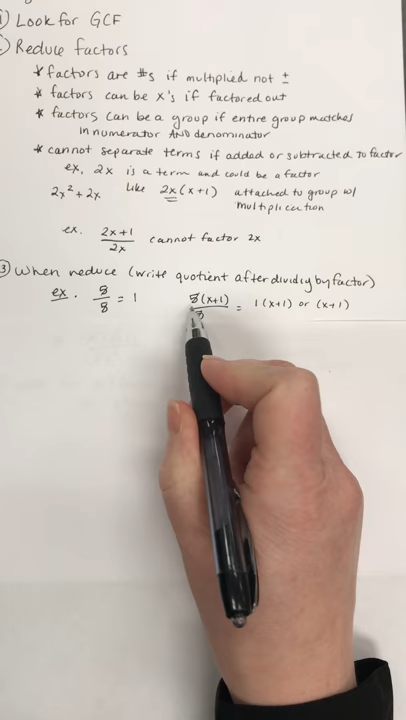 1) Look for GCF
2) Reduce factors
* factors are #s if multiplied not ±
* factors can be x's if factored out
* factors can be a group if entire group matches
in numerator AND denominator
* cannot separate terms if added or subtracted to factor
ex. 2x is a term and could be a factor
2x² + 2x like 2x(x+1) attached to group w/
multiplication
ex. (2x+1)/2x cannot factor 2x
③ When reduce (write quotient after dividing by factor)
ex. 8/8 = 1 8(x+1)/8 = 1(x+1) or (x+1)